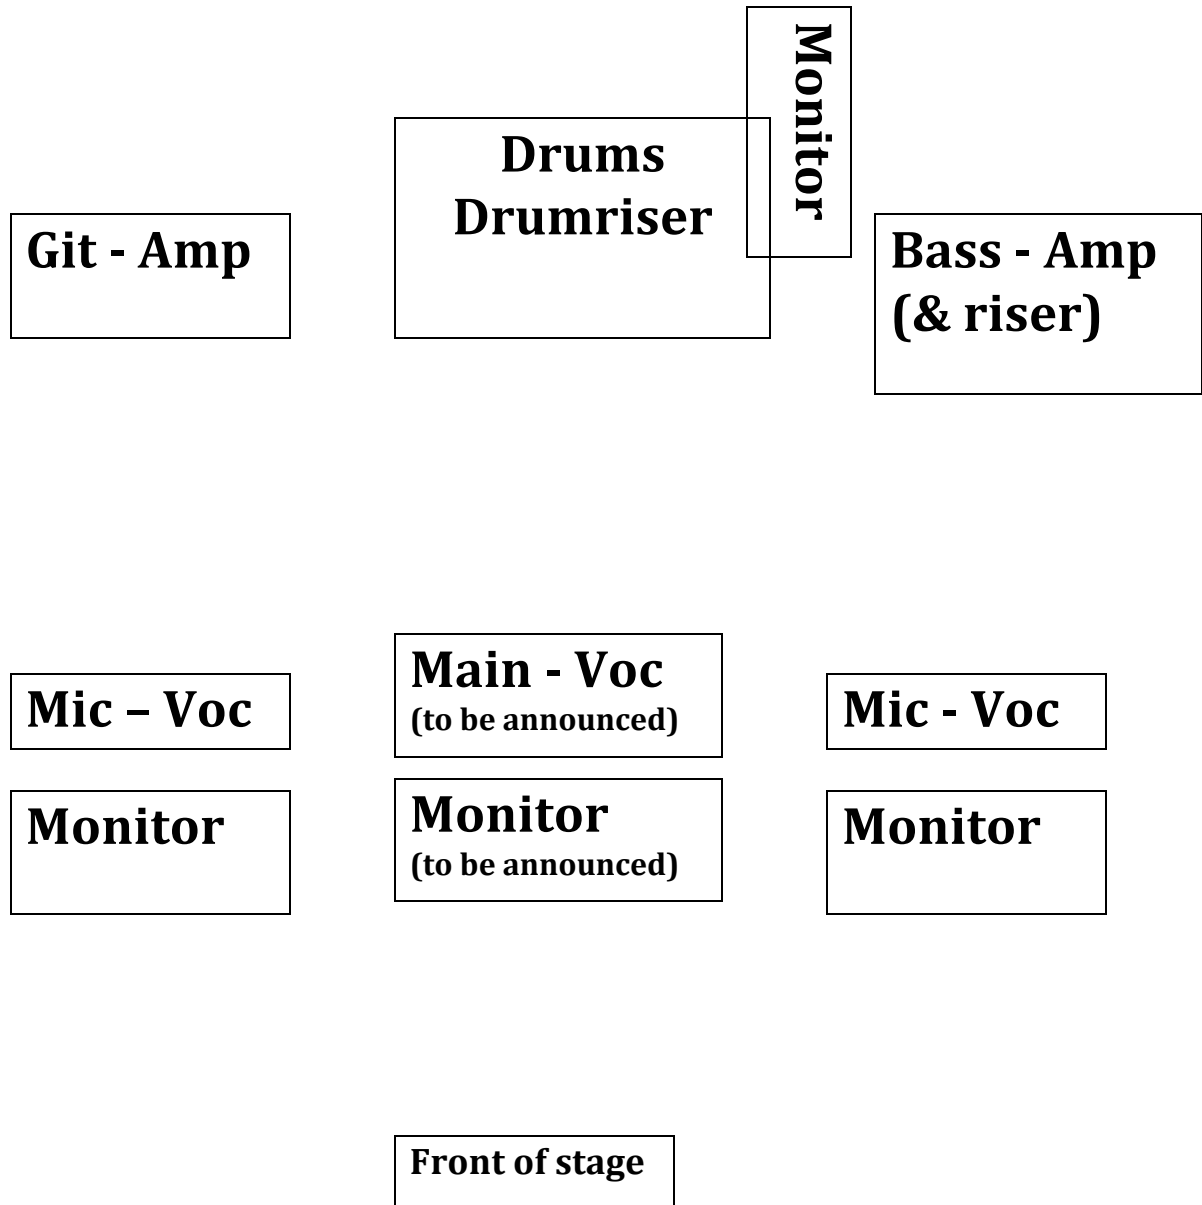 Monitor
Drums
Drumriser
Git - Amp
Bass - Amp
(& riser)
Main - Voc
(to be announced)
Mic – Voc
Mic - Voc
Monitor
(to be announced)
Monitor
Monitor
Front of stage